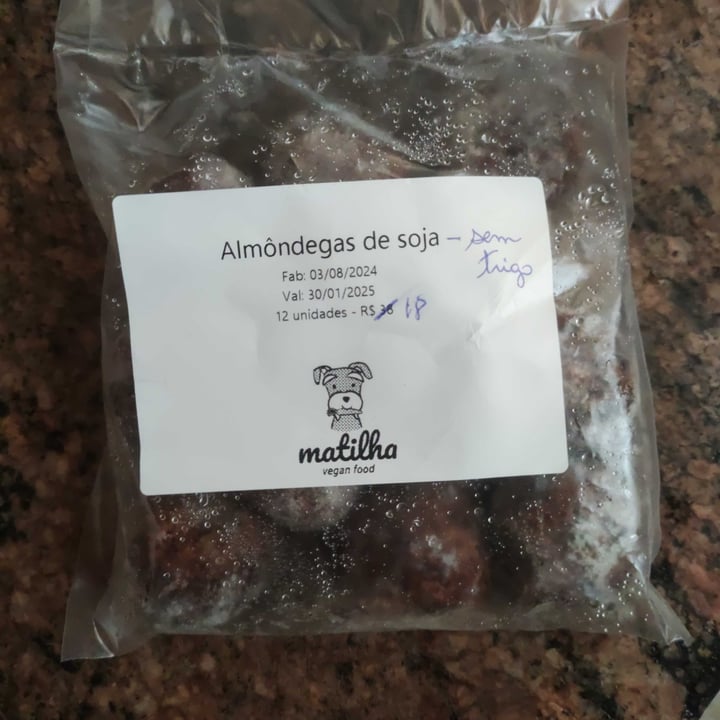 Almôndegas de soja - sem
trigo
Fab: 03/08/2024
Val: 30/01/2025
12 unidades - R$ 36 18
matilha
vegan food